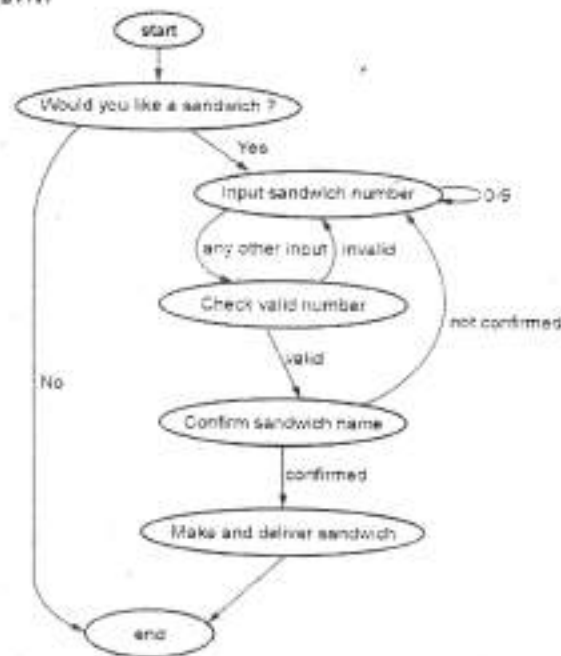 start
Would you like a sandwich ?
Yes
Input sandwich number
0-9
any other input
invalid
Check valid number
not confirmed
valid
No
Confirm sandwich name
confirmed
Make and deliver sandwich
end